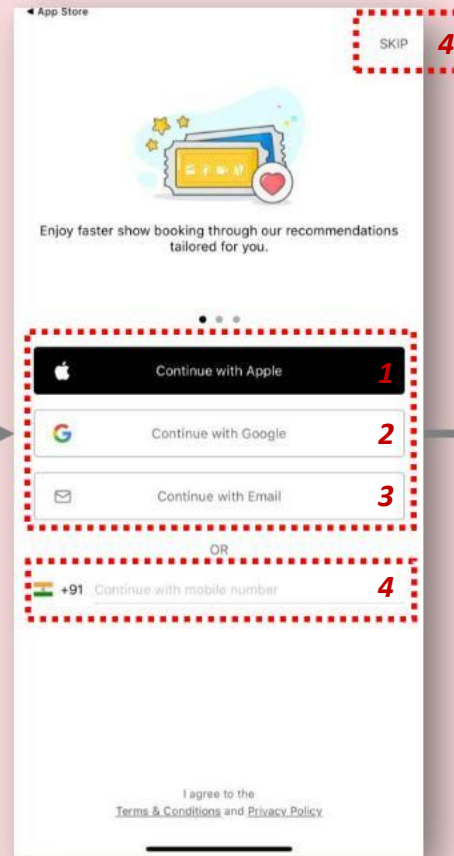 ◂ App Store
SKIP 4
Enjoy faster show booking through our recommendations
tailored for you.
Continue with Apple 1
Continue with Google 2
Continue with Email 3
OR
+91 Continue with mobile number 4
I agree to the
Terms & Conditions and Privacy Policy